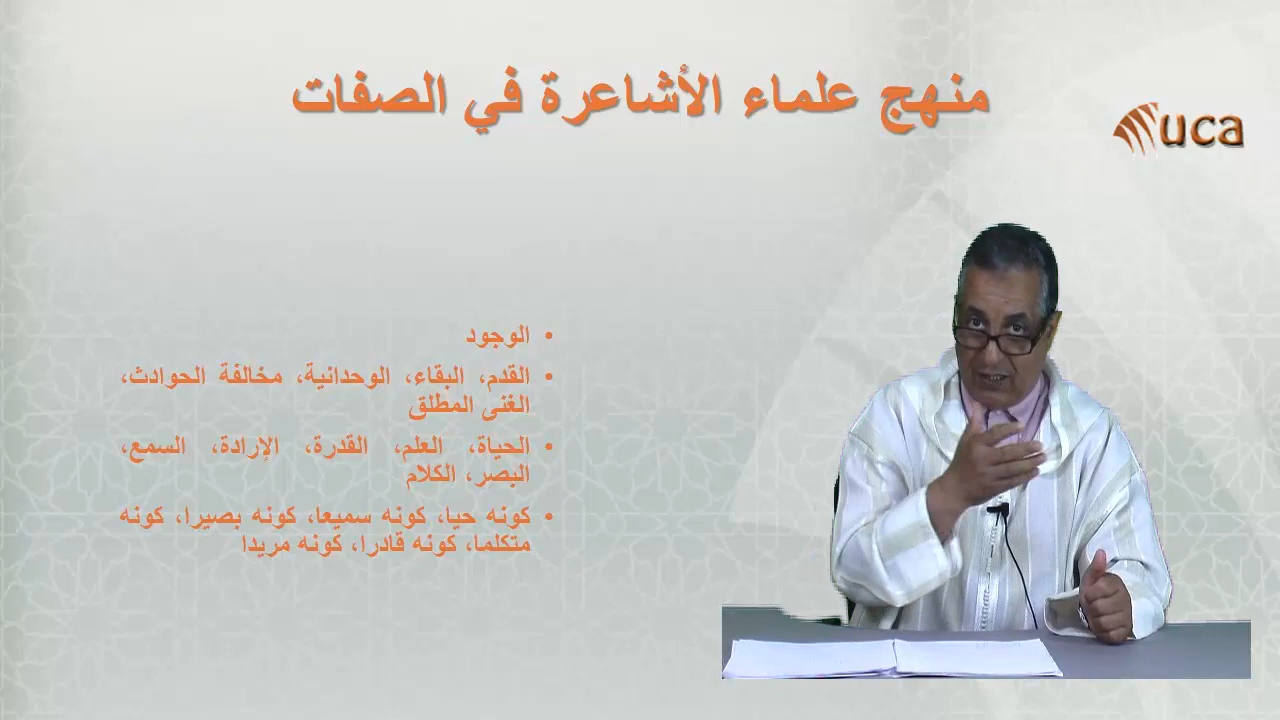 منهج علماء الأشاعرة في الصفات
uca
• الوجود
• القدم، البقاء، الوحدانية، مخالفة الحوادث،
الغنى المطلق
• الحياة، العلم، القدرة، الإرادة، السمع،
البصر، الكلام
• كونه حيا، كونه سميعا، كونه بصيرا، كونه
متكلما، كونه قادرا، كونه مريدا